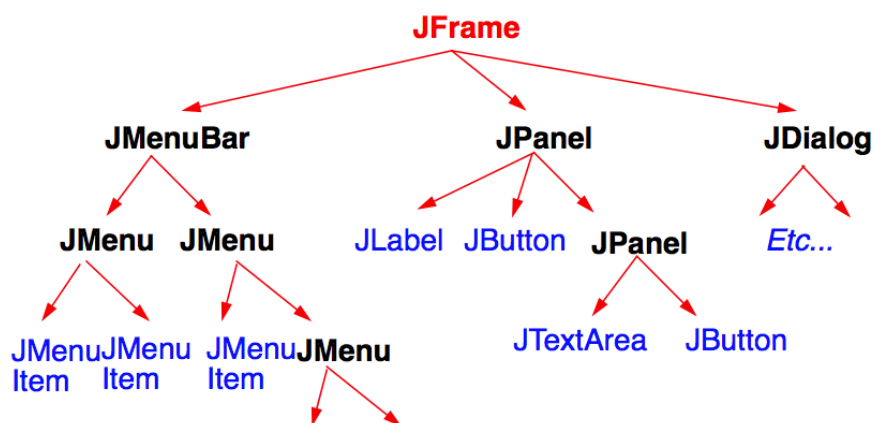 JFrame
JMenuBar JPanel JDialog
JMenu JMenu JLabel JButton JPanel Etc...
JMenu JMenu JMenu JMenu JTextArea JButton
Item Item Item